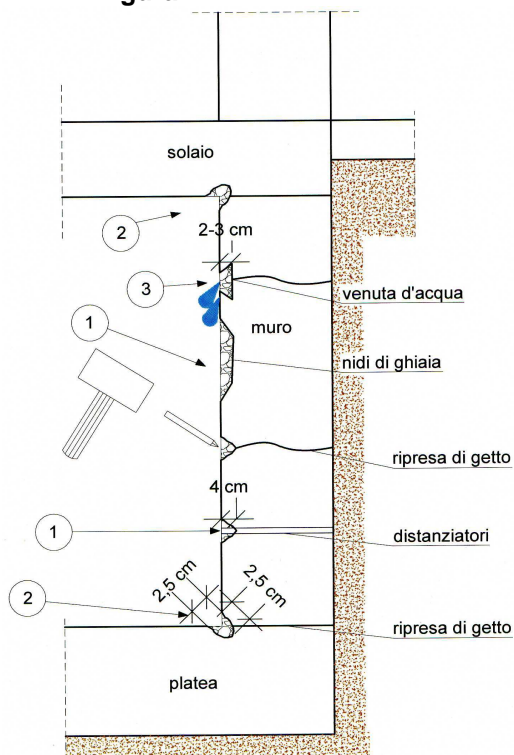 solaio
2
2-3 cm
3
venuta d'acqua
muro
1
nidi di ghiaia
ripresa di getto
4 cm
1
distanziatori
2,5 cm
2,5 cm
2
ripresa di getto
platea